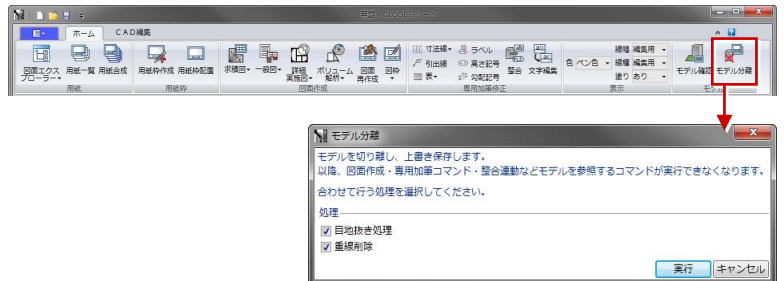 ホーム CAD編集
図面エクスプローラー 用紙一覧 用紙合成
用紙枠作成 用紙枠配置
求積図 一般図 詳細施施図 ボリューム解析 図面再作成 図枠
寸法線 ラベル
引出線 高さ記号
表 勾配記号
整合 文字編集
色 ペン色
線幅 編集用
線種 編集用
塗り あり
モデル確認 モデル分離
用紙 用紙枠 図面作成 専用加筆修正 表示
モデル分離
モデルを切り離し、上書き保存します。
以降、図面作成・専用加筆コマンド・整合連動などモデルを参照するコマンドが実行できなくなります。
合わせて行う処理を選択してください。
処理
目地抜き処理
重線削除
実行 キャンセル